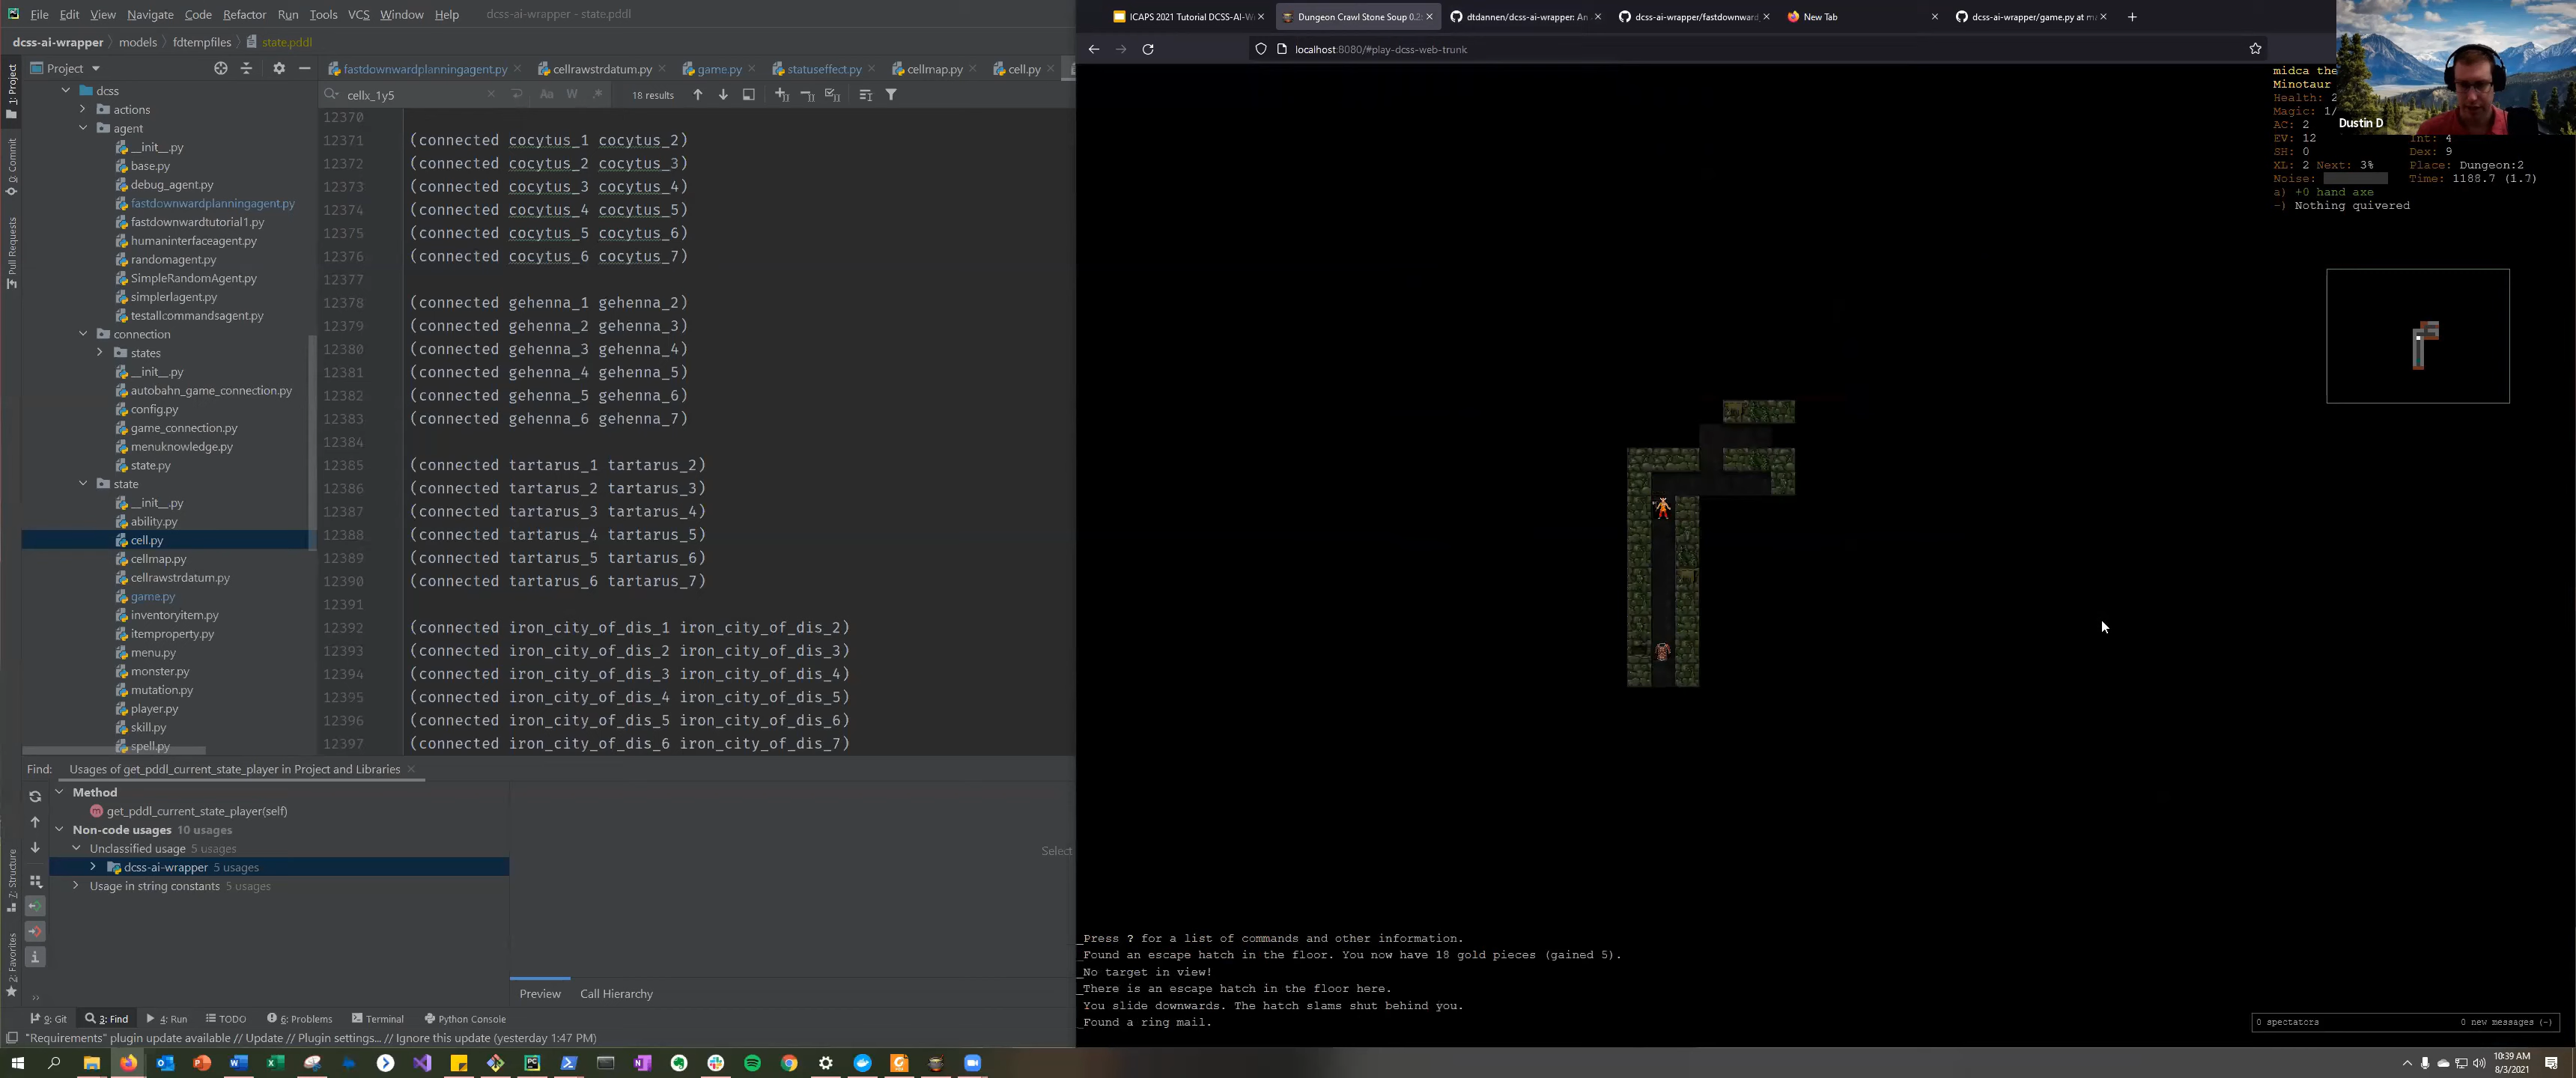 File Edit View Navigate Code Refactor Run Tools VCS Window Help dcss-ai-wrapper - state.pddl
dcss-ai-wrapper models fdtempfiles state.pddl
Project
fastdownwardplanningagent.py cellrawstrdatum.py game.py statuseffect.py cellmap.py cell.py
cellx_1y5 18 results
1: Project
0: Commit
Pull Requests
Z: Structure
2: Favorites
dcss
actions
agent
__init__.py
base.py
debug_agent.py
fastdownwardplanningagent.py
fastdownwardtutorial1.py
humaninterfaceagent.py
randomagent.py
SimpleRandomAgent.py
simplerlagent.py
testallcommandsagent.py
connection
states
__init__.py
autobahn_game_connection.py
config.py
game_connection.py
menuknowledge.py
state.py
state
__init__.py
ability.py
cell.py
cellmap.py
cellrawstrdatum.py
game.py
inventoryitem.py
itemproperty.py
menu.py
monster.py
mutation.py
player.py
skill.py
spell.py
12370
12371 (connected cocytus_1 cocytus_2)
12372 (connected cocytus_2 cocytus_3)
12373 (connected cocytus_3 cocytus_4)
12374 (connected cocytus_4 cocytus_5)
12375 (connected cocytus_5 cocytus_6)
12376 (connected cocytus_6 cocytus_7)
12377
12378 (connected gehenna_1 gehenna_2)
12379 (connected gehenna_2 gehenna_3)
12380 (connected gehenna_3 gehenna_4)
12381 (connected gehenna_4 gehenna_5)
12382 (connected gehenna_5 gehenna_6)
12383 (connected gehenna_6 gehenna_7)
12384
12385 (connected tartarus_1 tartarus_2)
12386 (connected tartarus_2 tartarus_3)
12387 (connected tartarus_3 tartarus_4)
12388 (connected tartarus_4 tartarus_5)
12389 (connected tartarus_5 tartarus_6)
12390 (connected tartarus_6 tartarus_7)
12391
12392 (connected iron_city_of_dis_1 iron_city_of_dis_2)
12393 (connected iron_city_of_dis_2 iron_city_of_dis_3)
12394 (connected iron_city_of_dis_3 iron_city_of_dis_4)
12395 (connected iron_city_of_dis_4 iron_city_of_dis_5)
12396 (connected iron_city_of_dis_5 iron_city_of_dis_6)
12397 (connected iron_city_of_dis_6 iron_city_of_dis_7)
Find: Usages of get_pddl_current_state_player in Project and Libraries
Method
get_pddl_current_state_player(self)
Non-code usages 10 usages
Unclassified usage 5 usages
dcss-ai-wrapper 5 usages
Usage in string constants 5 usages
Select
Preview Call Hierarchy
9: Git 3: Find 4: Run TODO 6: Problems Terminal Python Console
"Requirements" plugin update available // Update // Plugin settings... // Ignore this update (yesterday 1:47 PM)
ICAPS 2021 Tutorial DCSS-AI-W Dungeon Crawl Stone Soup 0.2 dtdannen/dcss-ai-wrapper: An dcss-ai-wrapper/fastdownward New Tab dcss-ai-wrapper/game.py at m
localhost:8080/#play-dcss-web-trunk
midca the
Minotaur
Health: 2
Magic: 1/
AC: 2
EV: 12 Int: 4
SH: 0 Dex: 9
XL: 2 Next: 3% Place: Dungeon:2
Noise: Time: 1188.7 (1.7)
a) +0 hand axe
-) Nothing quivered
Dustin D
_Press ? for a list of commands and other information.
_Found an escape hatch in the floor. You now have 18 gold pieces (gained 5).
_No target in view!
_There is an escape hatch in the floor here.
You slide downwards. The hatch slams shut behind you.
_Found a ring mail.
0 spectators 0 new messages (-)
10:39 AM
8/3/2021